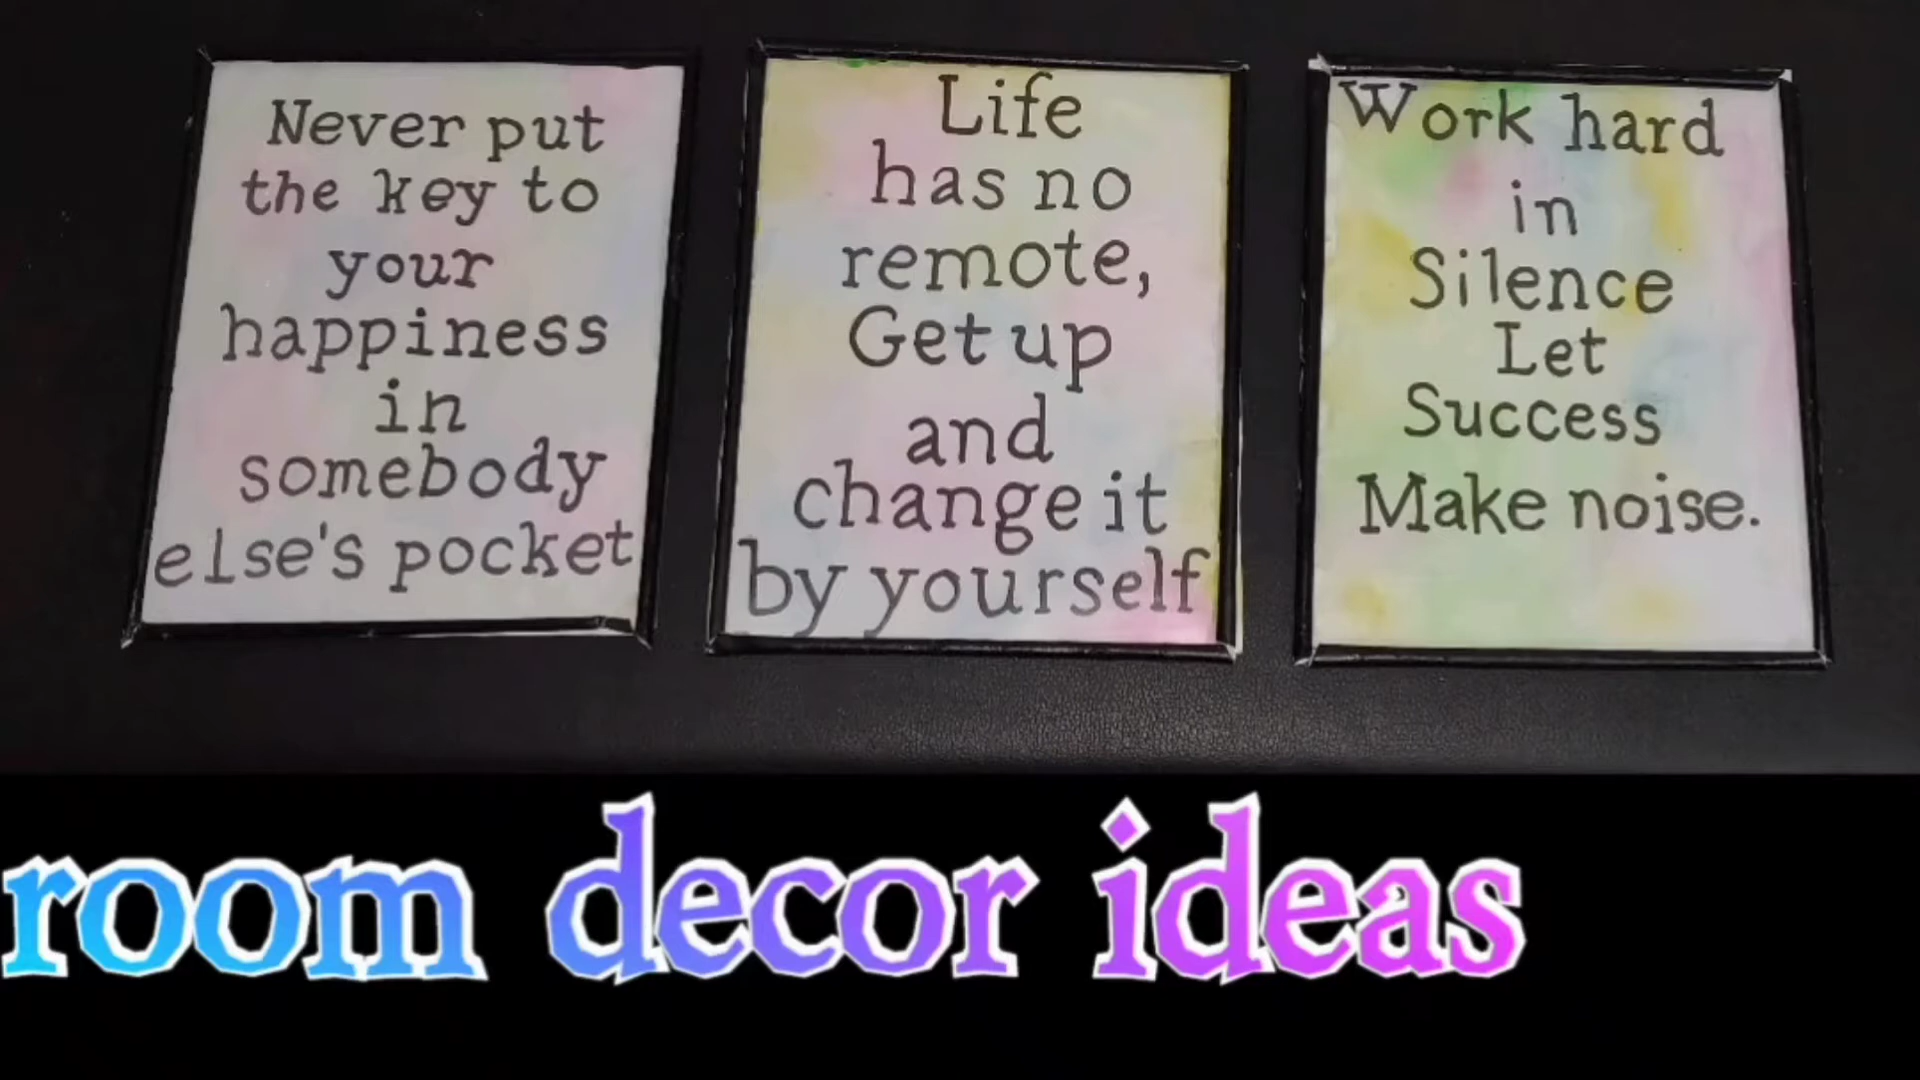 Never put
the key to
your
happiness
in
somebody
else's pocket
Life
has no
remote,
Get up
and
change it
by yourself
Work hard
in
Silence
Let
Success
Make noise.
room decor ideas